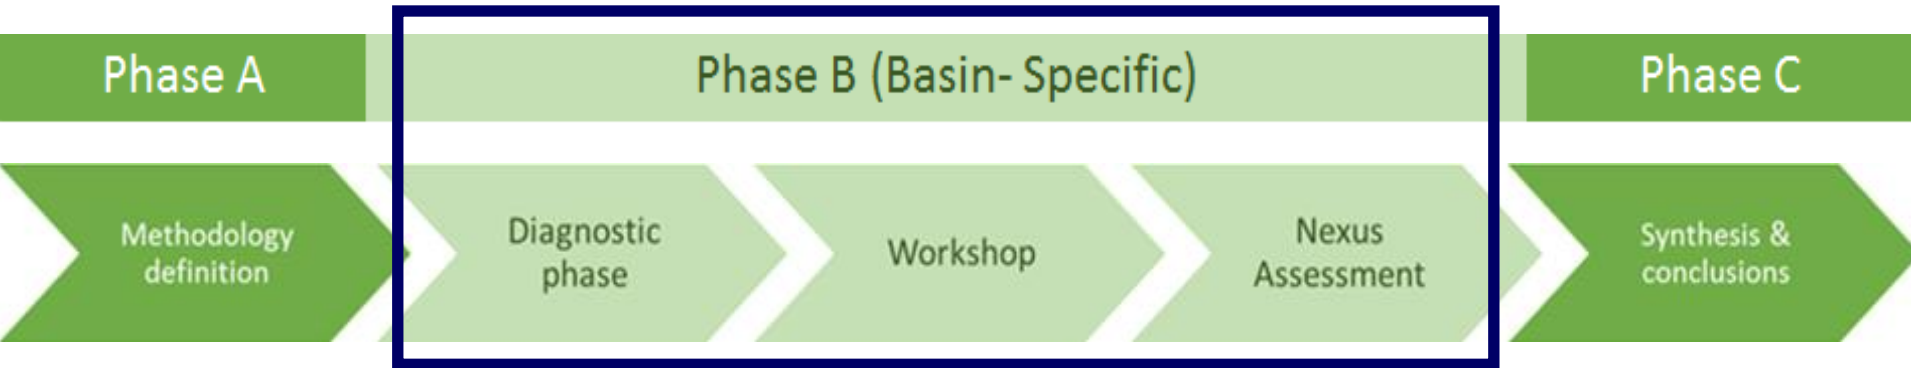 Phase A
Phase B (Basin- Specific)
Phase C
Methodology
definition
Diagnostic
phase
Workshop
Nexus
Assessment
Synthesis &
conclusions